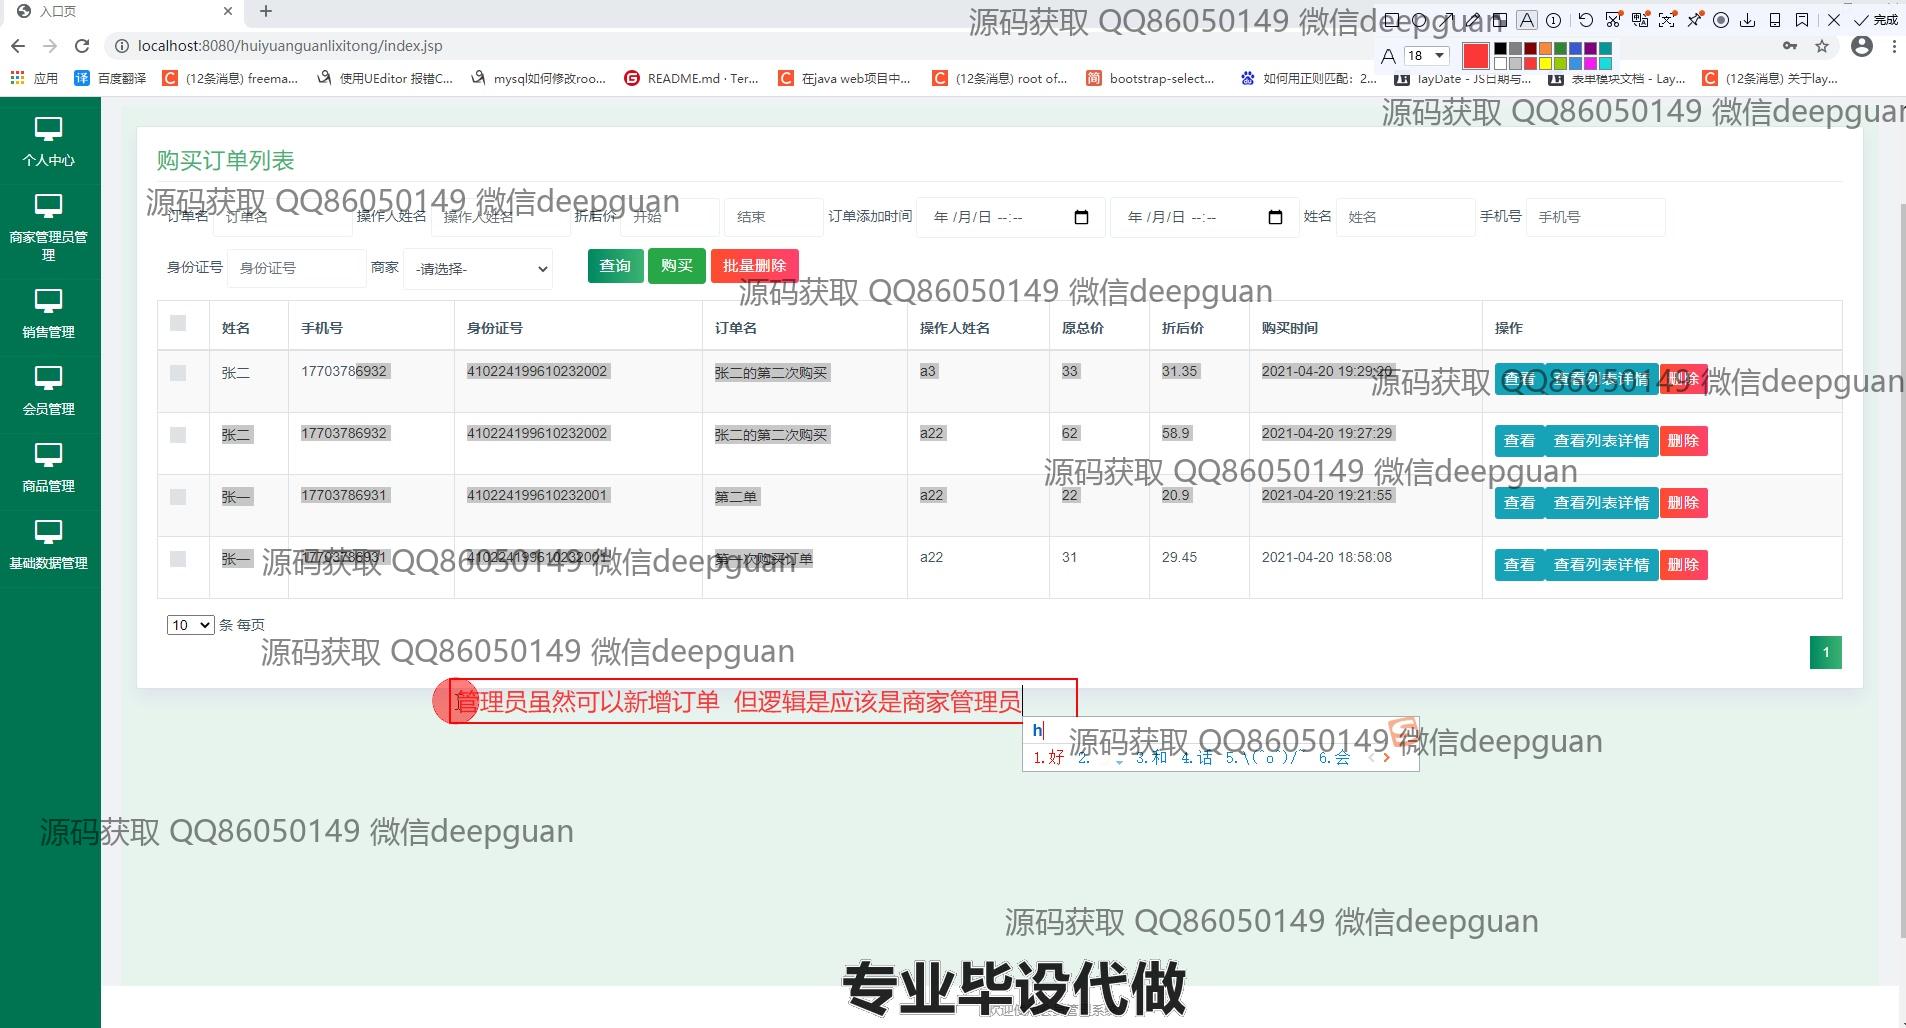 入口页
localhost:8080/huiyuanguanlixitong/index.jsp
完成
18
应用 百度翻译 (12条消息) freema... 使用UEditor 报错C... mysql如何修改roo... README.md · Ter... 在java web项目中... (12条消息) root of... bootstrap-select... 如何用正则匹配：2... layDate - JS日期与... 表单模块文档 - Lay... (12条消息) 关于lay...
源码获取 QQ86050149 微信deepguan
源码获取 QQ86050149 微信deepguan
个人中心
商家管理员管理
销售管理
会员管理
商品管理
基础数据管理
购买订单列表
源码获取 QQ86050149 微信deepguan
订单名 订单名 操作人姓名 操作人姓名 折后价 开始 结束 订单添加时间 年 /月/日 --:-- 年 /月/日 --:-- 姓名 姓名 手机号 手机号
身份证号 身份证号 商家 -请选择- 查询 购买 批量删除
源码获取 QQ86050149 微信deepguan
姓名 手机号 身份证号 订单名 操作人姓名 原总价 折后价 购买时间 操作
张二 17703786932 410224199610232002 张二的第二次购买 a3 33 31.35 2021-04-20 19:29:20 查看 查看列表详情 删除
源码获取 QQ86050149 微信deepguan
张二 17703786932 410224199610232002 张二的第二次购买 a22 62 58.9 2021-04-20 19:27:29 查看 查看列表详情 删除
源码获取 QQ86050149 微信deepguan
张一 17703786931 410224199610232001 第二单 a22 22 20.9 2021-04-20 19:21:55 查看 查看列表详情 删除
张一 17703786931 410224199610232001 第一次购买订单 a22 31 29.45 2021-04-20 18:58:08 查看 查看列表详情 删除
源码获取 QQ86050149 微信deepguan
10 条 每页
源码获取 QQ86050149 微信deepguan
1
管理员虽然可以新增订单 但逻辑是应该是商家管理员
h
源码获取 QQ86050149 微信deepguan
1.好 2. 3.和 4.话 5.\(^o^)/~ 6.会
源码获取 QQ86050149 微信deepguan
源码获取 QQ86050149 微信deepguan
专业毕设代做